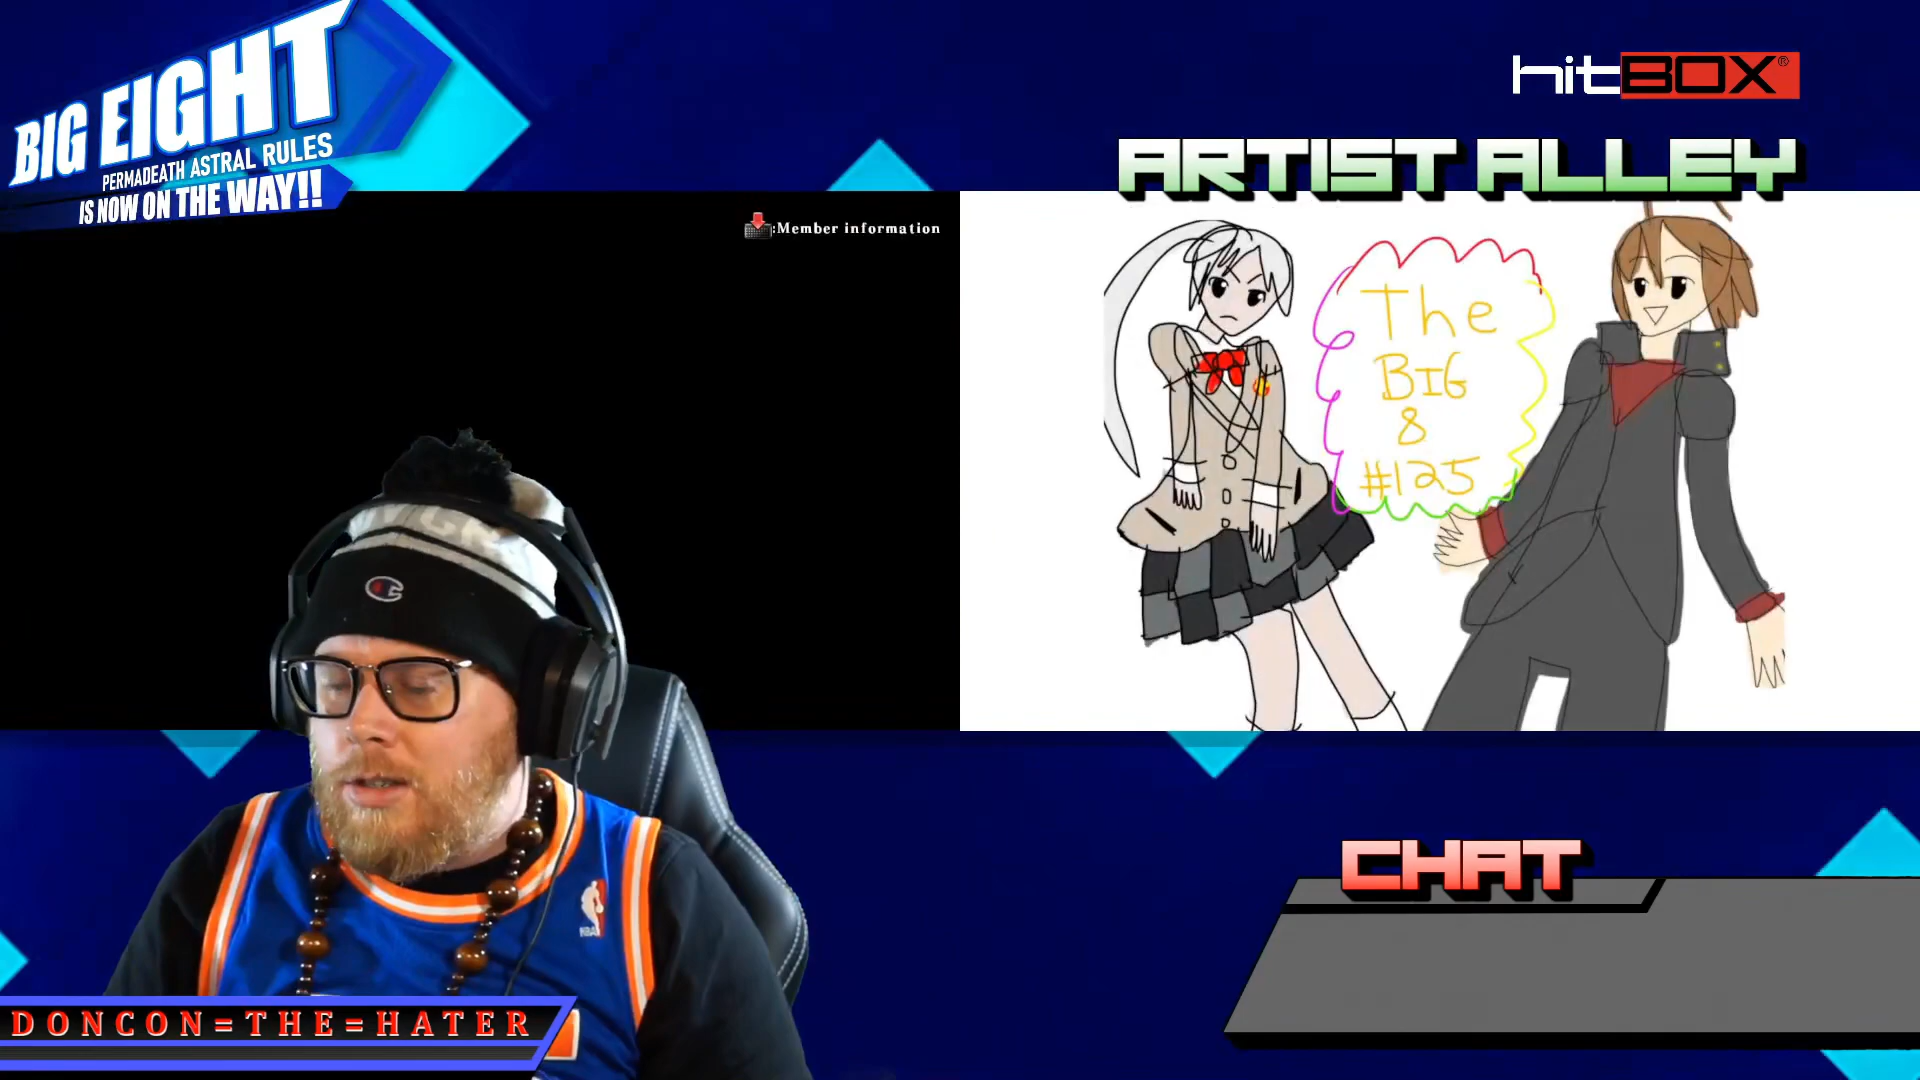 BIG EIGHT
PERMADEATH ASTRAL RULES
IS NOW ON THE WAY!!
hitBOX®
ARTIST ALLEY
:Member information
The
BIG
8
#125
NBA
CHAT
DONCON=THE=HATER